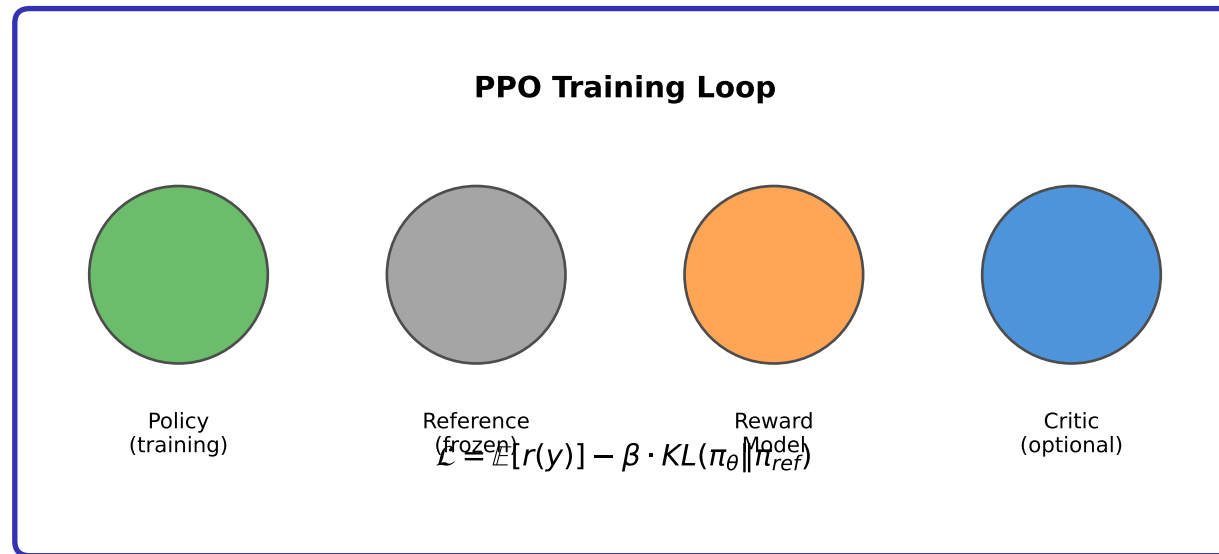 PPO Training Loop
Policy
(training)
Reference
(frozen)
Reward
Model
Critic
(optional)
ℒ = 𝔼[r(y)] − β · KL(π_θ‖π_ref)